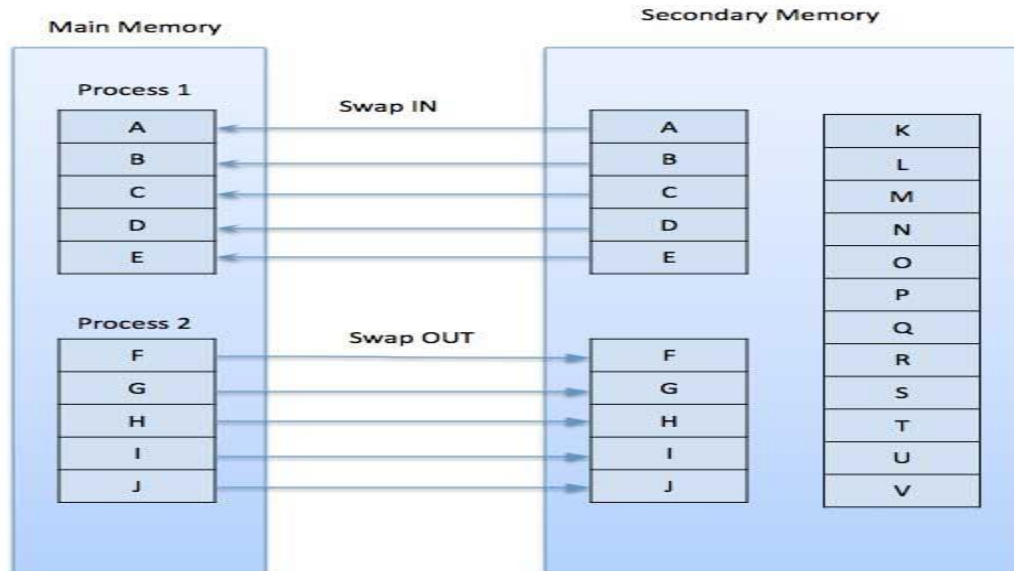 Main Memory
Secondary Memory
Process 1
A
B
C
D
E
Swap IN
A
B
C
D
E
Process 2
F
G
H
I
J
Swap OUT
F
G
H
I
J
K
L
M
N
O
P
Q
R
S
T
U
V